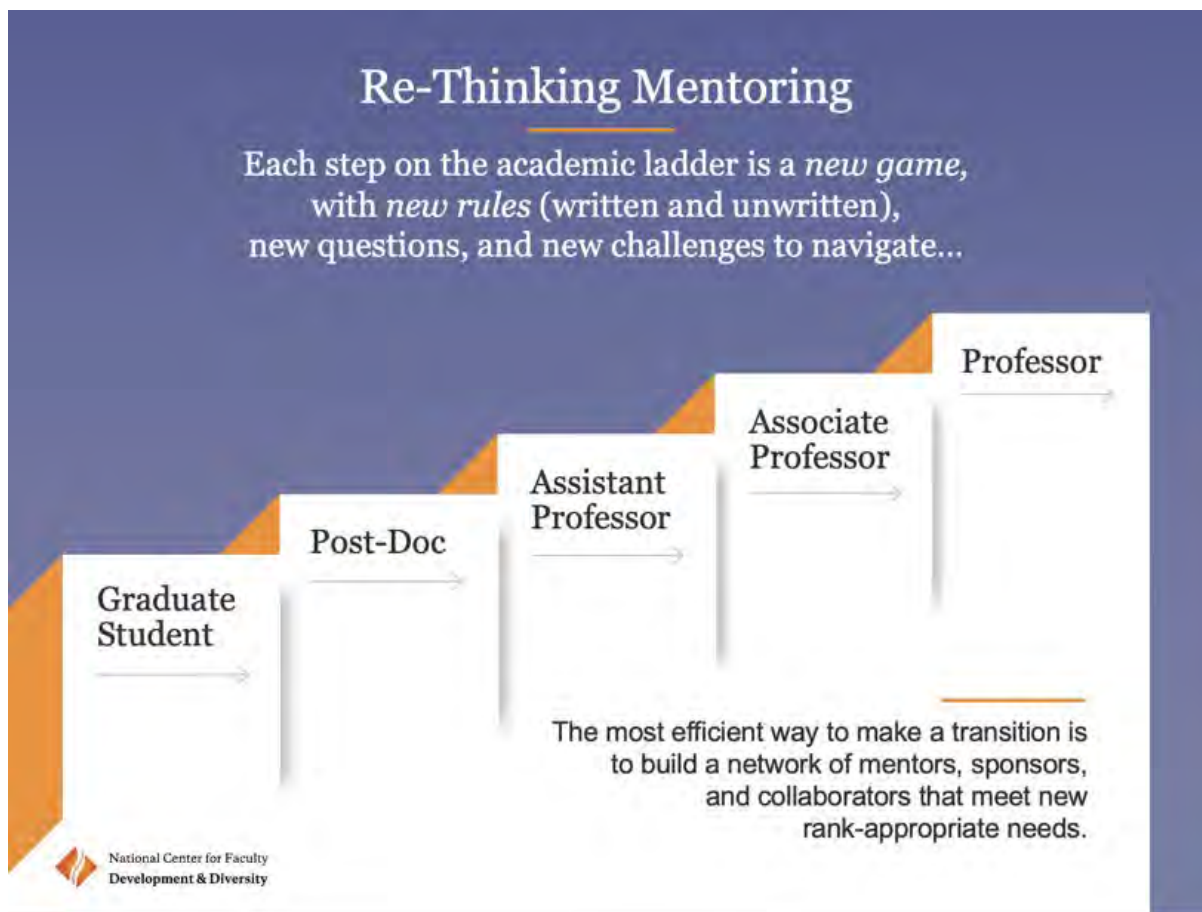 Re-Thinking Mentoring
Each step on the academic ladder is a new game,
with new rules (written and unwritten),
new questions, and new challenges to navigate...
Professor
Associate
Professor
Assistant
Professor
Post-Doc
Graduate
Student
The most efficient way to make a transition is
to build a network of mentors, sponsors,
and collaborators that meet new
rank-appropriate needs.
National Center for Faculty
Development & Diversity